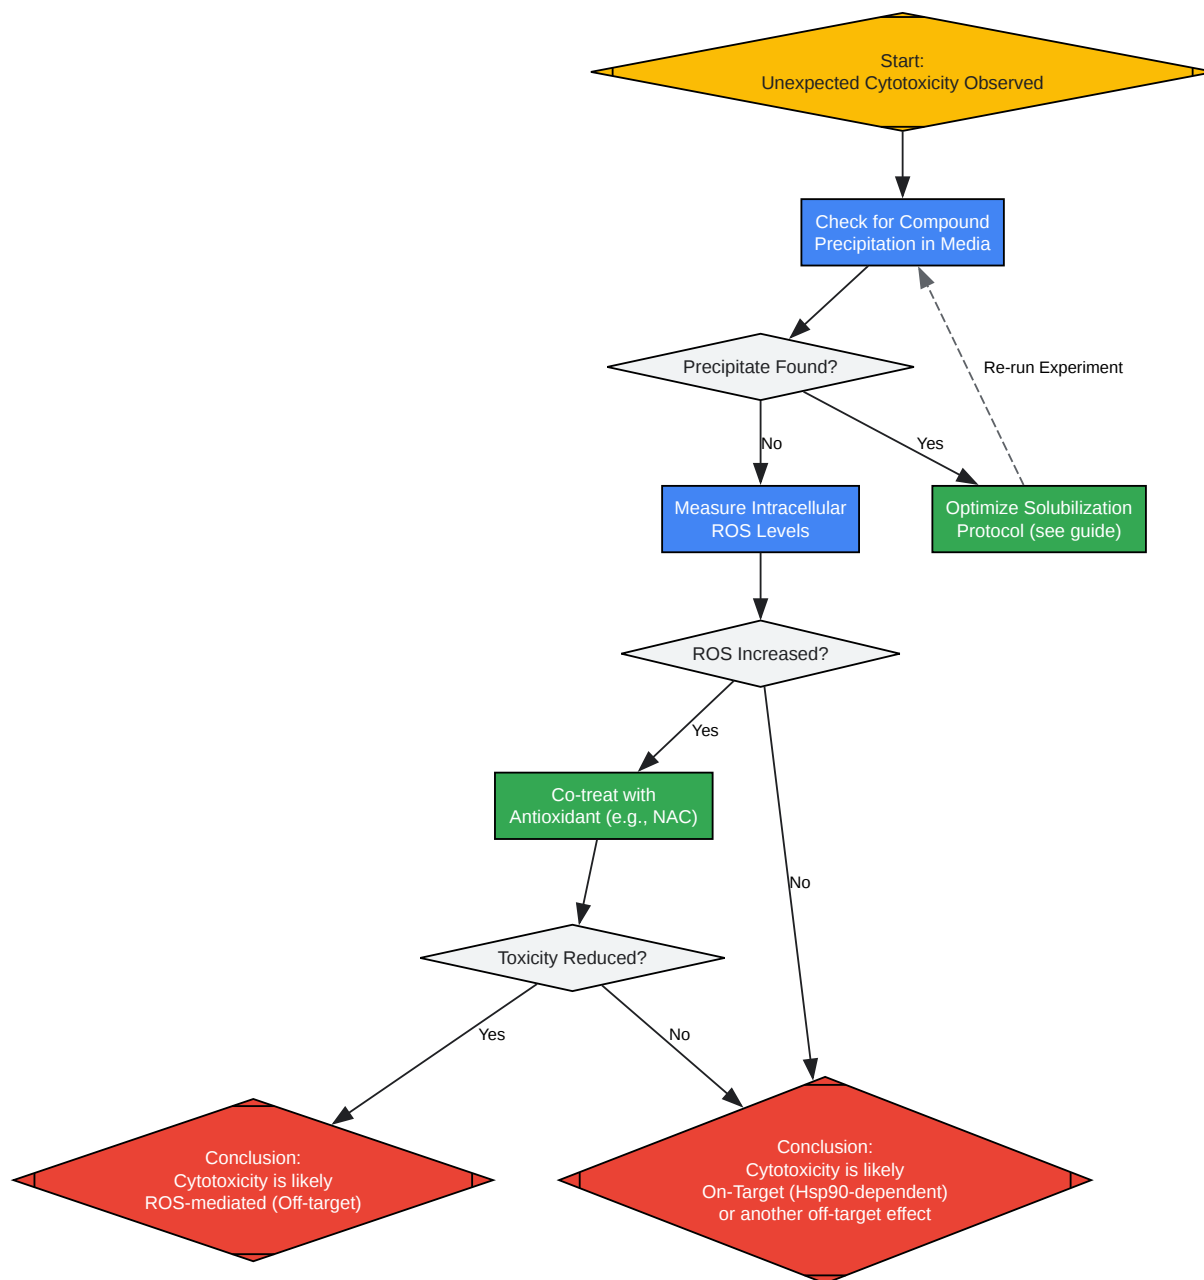 Start:
Unexpected Cytotoxicity Observed
Check for Compound
Precipitation in Media
Precipitate Found?
Re-run Experiment
No
Yes
Measure Intracellular
ROS Levels
Optimize Solubilization
Protocol (see guide)
ROS Increased?
Yes
Co-treat with
Antioxidant (e.g., NAC)
No
Toxicity Reduced?
Yes
No
Conclusion:
Cytotoxicity is likely
ROS-mediated (Off-target)
Conclusion:
Cytotoxicity is likely
On-Target (Hsp90-dependent)
or another off-target effect